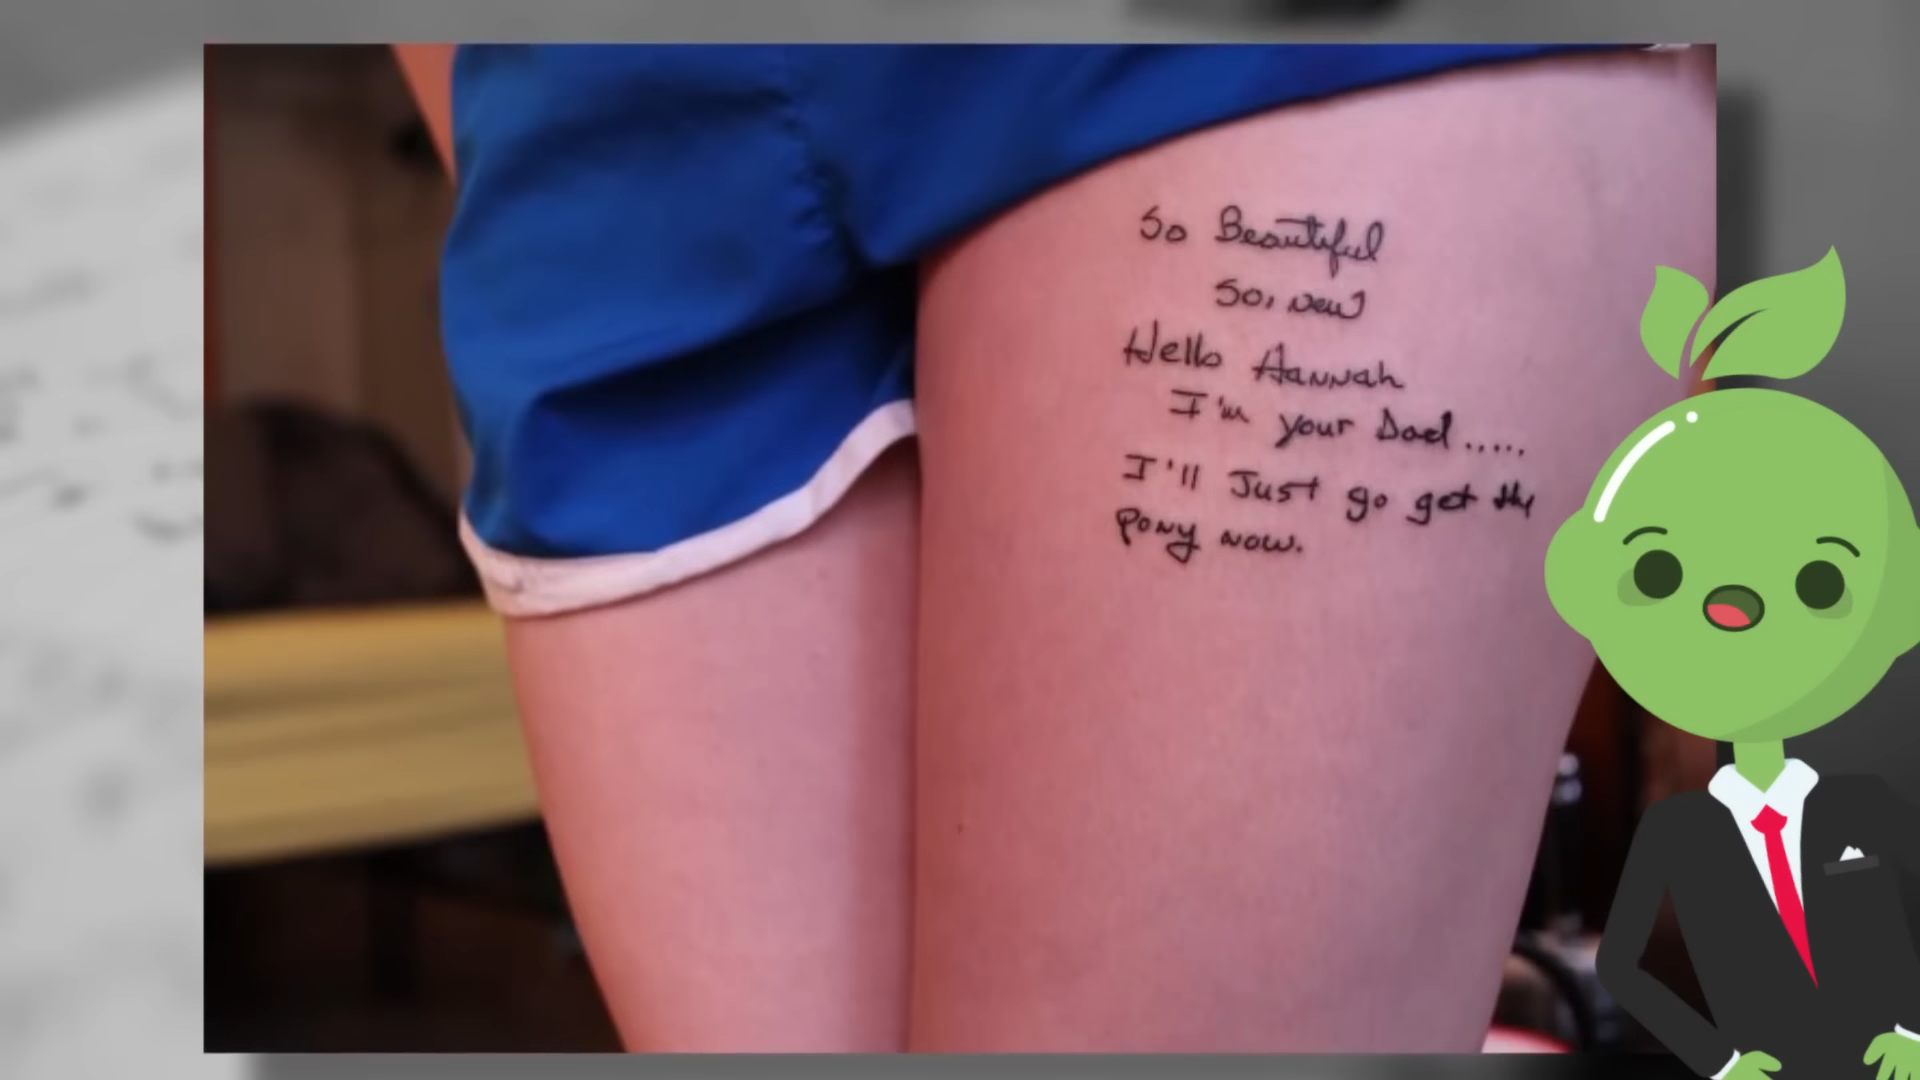 So Beautiful
So, new
Hello Hannah
I'm your Dad.....
I'll Just go get the
pony now.